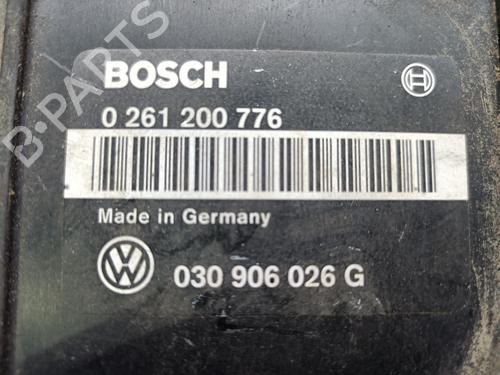 B-PARTS
BOSCH
0 261 200 776
Made in Germany
030 906 026 G